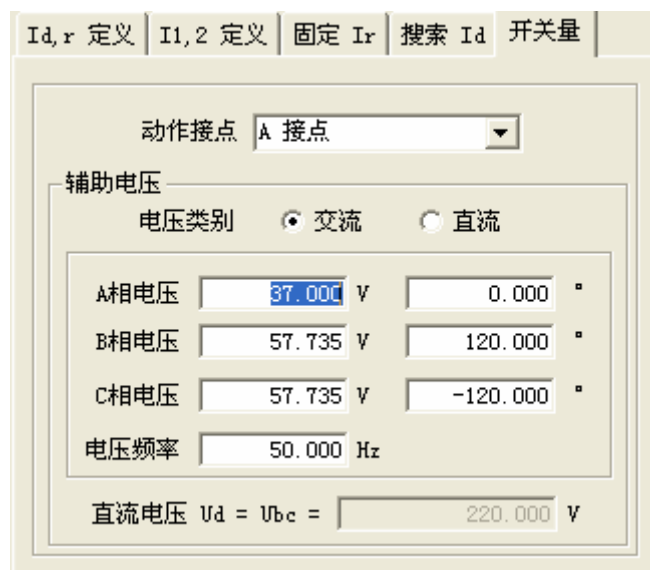 Id,r 定义 I1,2 定义 固定 Ir 搜索 Id 开关量
动作接点 A 接点
辅助电压
电压类别 交流 直流
A相电压 37.000 V 0.000 °
B相电压 57.735 V 120.000 °
C相电压 57.735 V -120.000 °
电压频率 50.000 Hz
直流电压 Ud = Ubc = 220.000 V